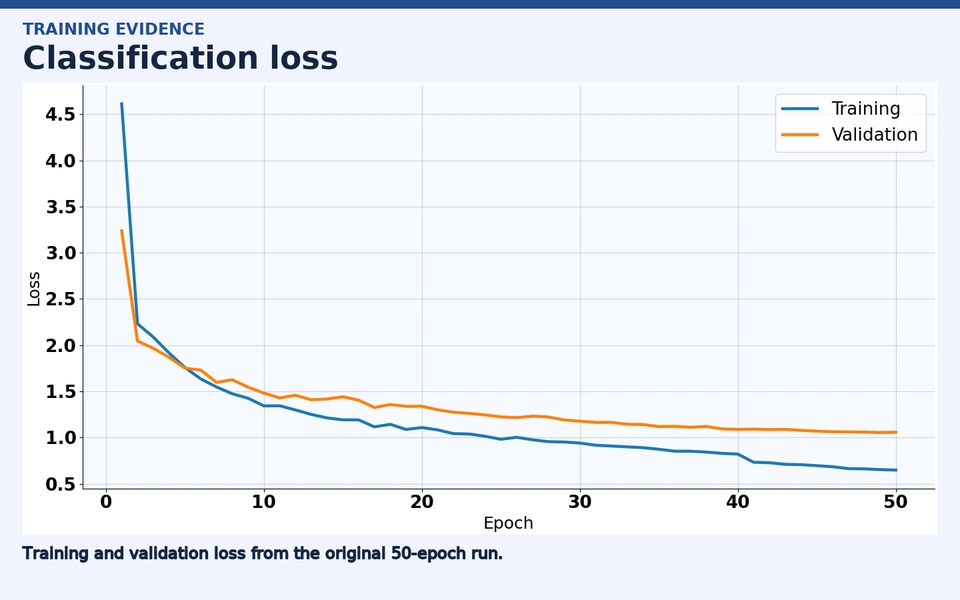 TRAINING EVIDENCE
Classification loss
Training
Validation
4.5
4.0
3.5
3.0
2.5
2.0
1.5
1.0
0.5
Loss
0 10 20 30 40 50
Epoch
Training and validation loss from the original 50-epoch run.